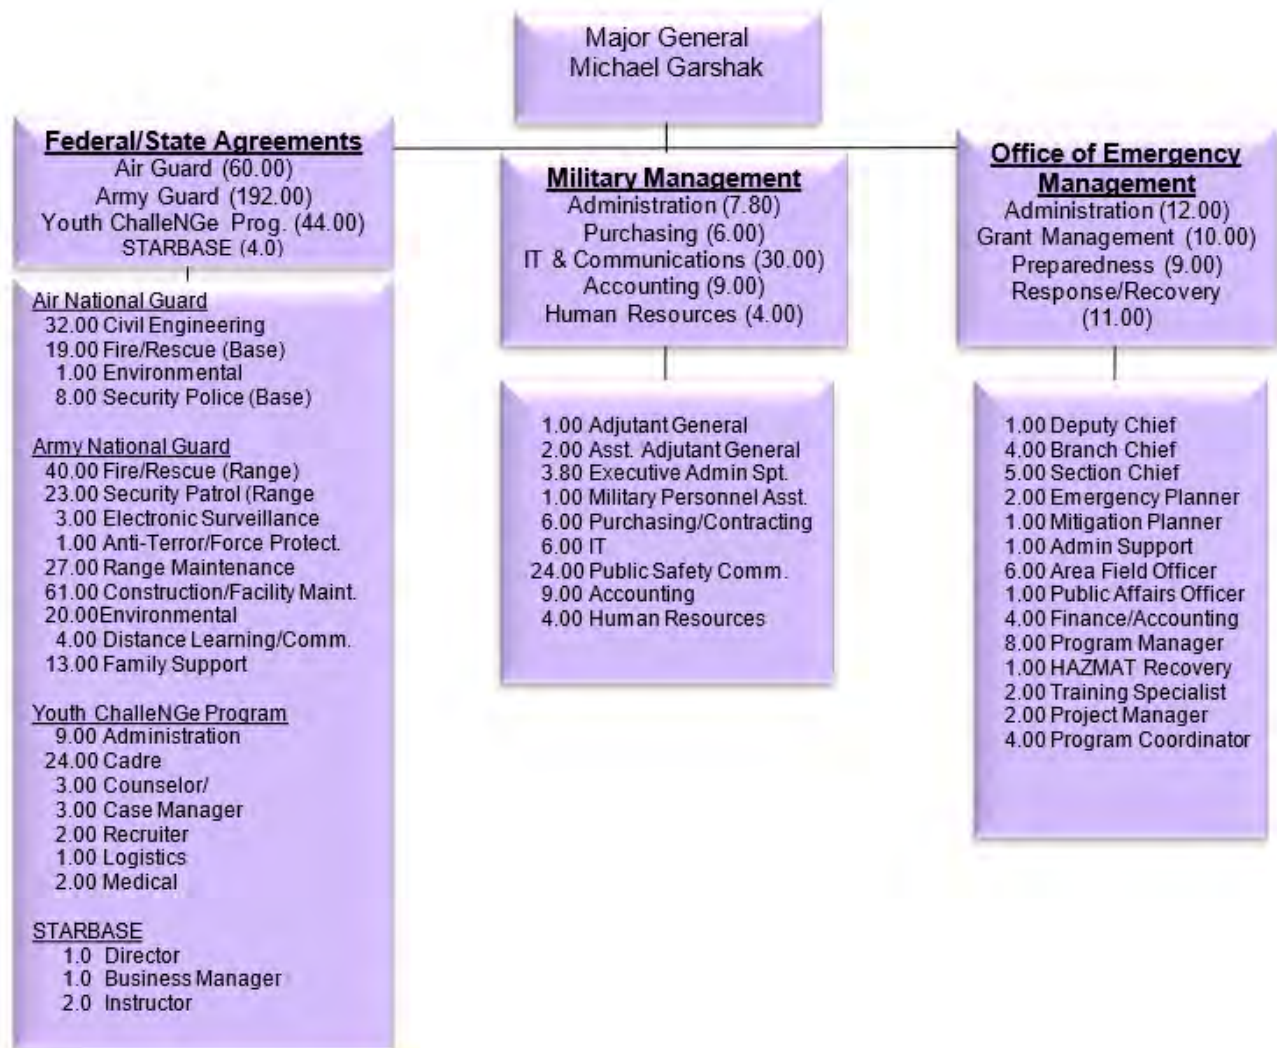 Major General
Michael Garshak
Federal/State Agreements
Air Guard (60.00)
Army Guard (192.00)
Youth ChalleNGe Prog. (44.00)
STARBASE (4.0)
Air National Guard
32.00 Civil Engineering
19.00 Fire/Rescue (Base)
1.00 Environmental
8.00 Security Police (Base)
Army National Guard
40.00 Fire/Rescue (Range)
23.00 Security Patrol (Range
3.00 Electronic Surveillance
1.00 Anti-Terror/Force Protect.
27.00 Range Maintenance
61.00 Construction/Facility Maint.
20.00Environmental
4.00 Distance Learning/Comm.
13.00 Family Support
Youth ChalleNGe Program
9.00 Administration
24.00 Cadre
3.00 Counselor/
3.00 Case Manager
2.00 Recruiter
1.00 Logistics
2.00 Medical
STARBASE
1.0 Director
1.0 Business Manager
2.0 Instructor
Military Management
Administration (7.80)
Purchasing (6.00)
IT & Communications (30.00)
Accounting (9.00)
Human Resources (4.00)
1.00 Adjutant General
2.00 Asst. Adjutant General
3.80 Executive Admin Spt.
1.00 Military Personnel Asst.
6.00 Purchasing/Contracting
6.00 IT
24.00 Public Safety Comm.
9.00 Accounting
4.00 Human Resources
Office of Emergency
Management
Administration (12.00)
Grant Management (10.00)
Preparedness (9.00)
Response/Recovery
(11.00)
1.00 Deputy Chief
4.00 Branch Chief
5.00 Section Chief
2.00 Emergency Planner
1.00 Mitigation Planner
1.00 Admin Support
6.00 Area Field Officer
1.00 Public Affairs Officer
4.00 Finance/Accounting
8.00 Program Manager
1.00 HAZMAT Recovery
2.00 Training Specialist
2.00 Project Manager
4.00 Program Coordinator